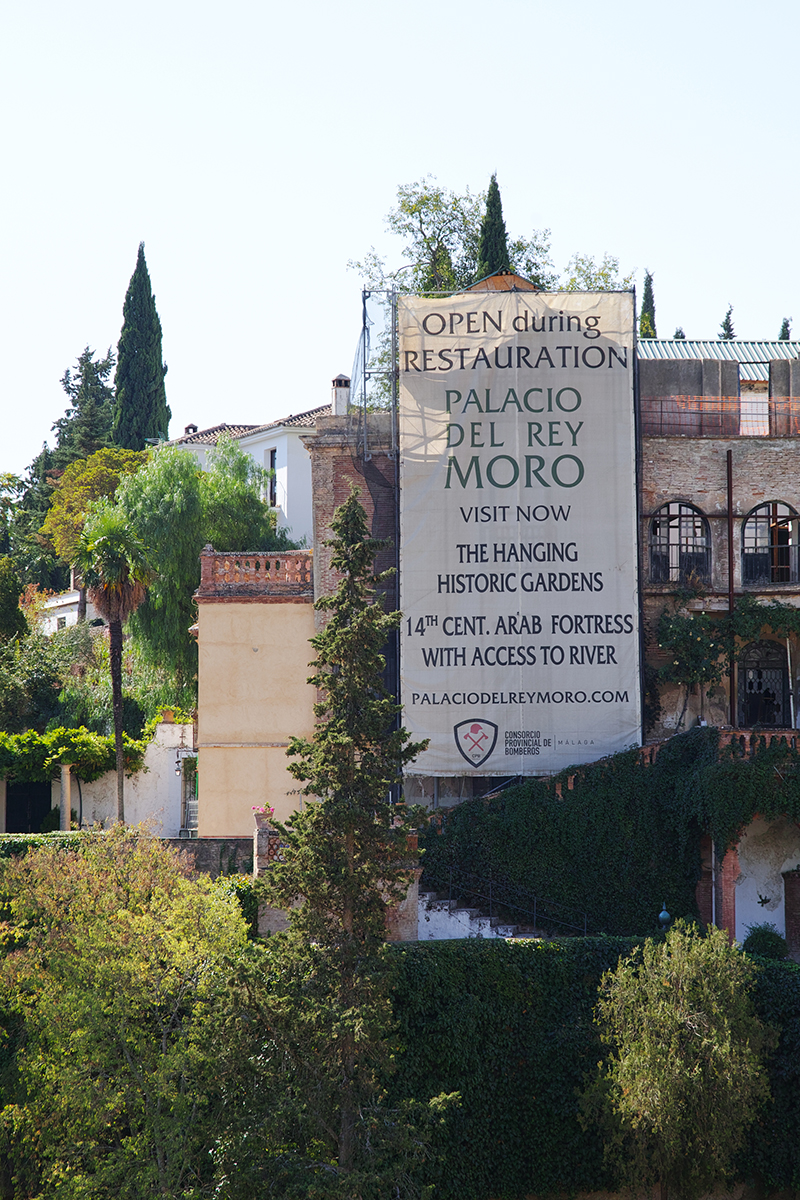 OPEN during
RESTAURATION
PALACIO
DEL REY
MORO
VISIT NOW
THE HANGING
HISTORIC GARDENS
14TH CENT. ARAB FORTRESS
WITH ACCESS TO RIVER
PALACIODELREYMORO.COM
CPB
CONSORCIO
PROVINCIAL DE
BOMBEROS
MÁLAGA